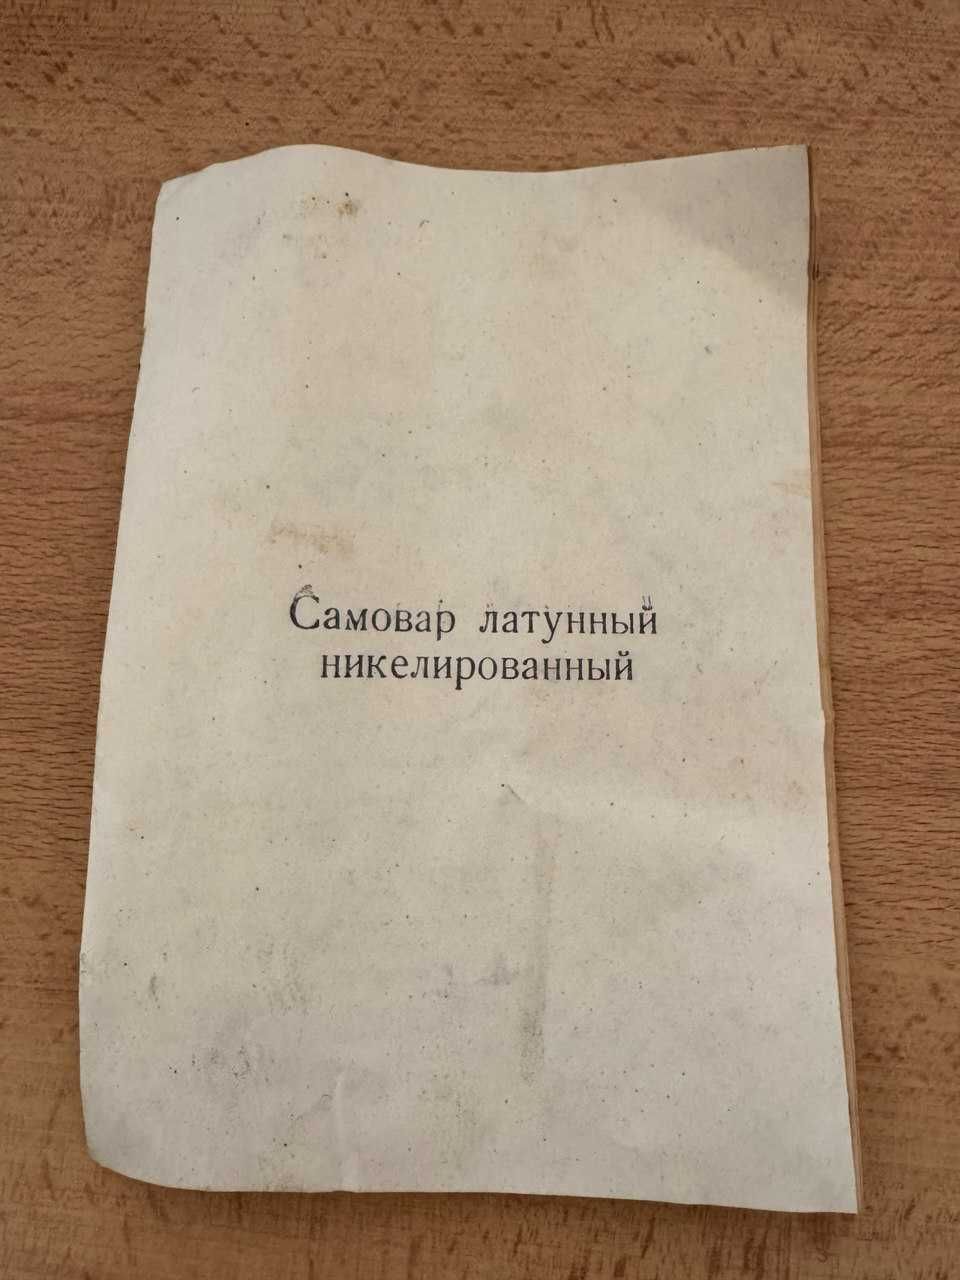 Самовар латунный
никелированный